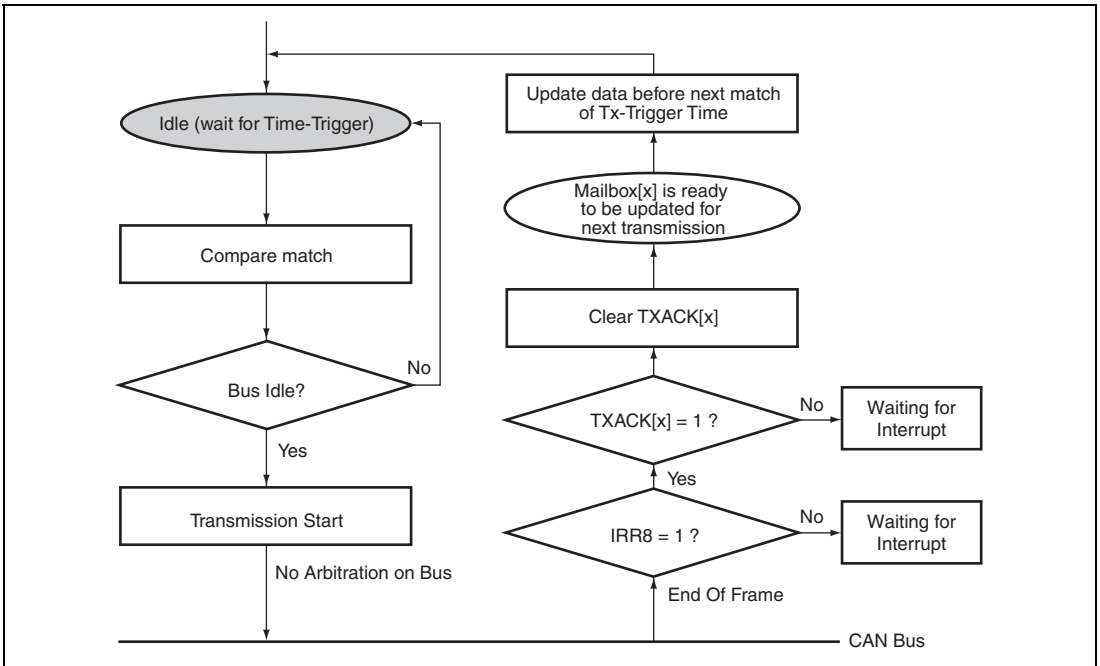 Idle (wait for Time-Trigger)
Compare match
Bus Idle?
No
Yes
Transmission Start
No Arbitration on Bus
Update data before next match
of Tx-Trigger Time
Mailbox[x] is ready
to be updated for
next transmission
Clear TXACK[x]
TXACK[x] = 1 ?
No
Waiting for
Interrupt
Yes
IRR8 = 1 ?
No
Waiting for
Interrupt
End Of Frame
CAN Bus